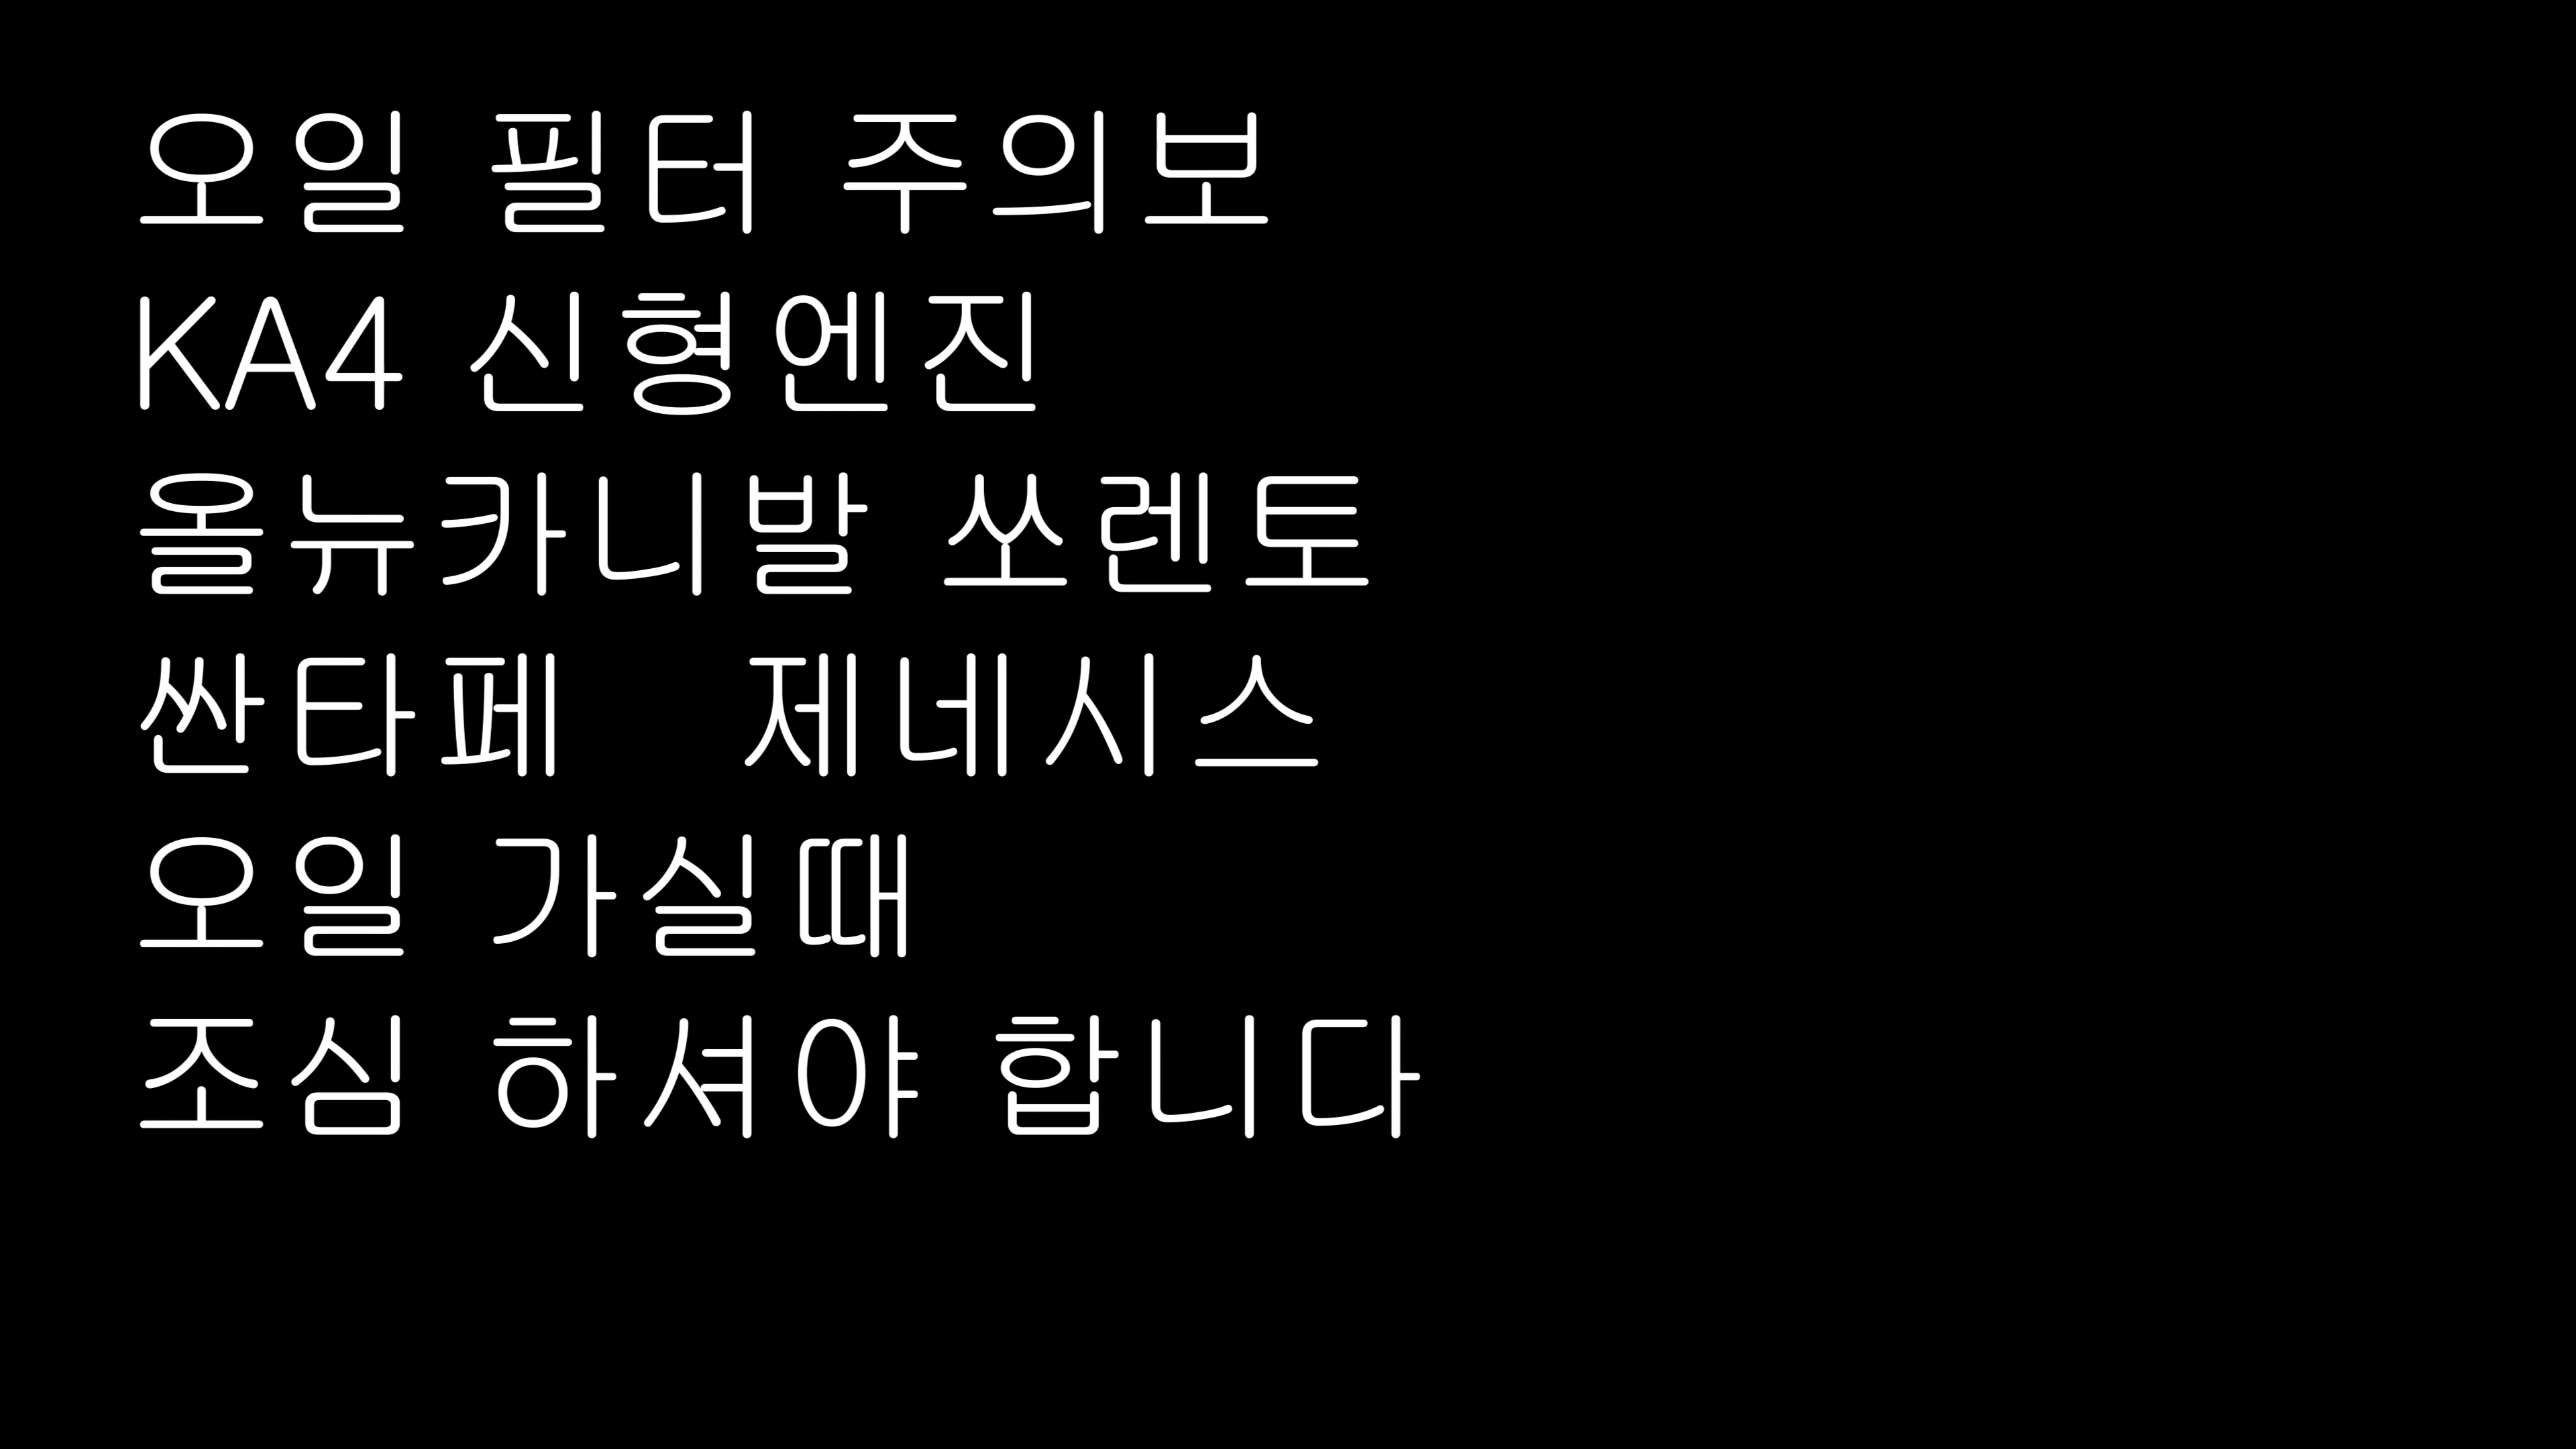 오일 필터 주의보
KA4 신형엔진
올뉴카니발 쏘렌토
싼타페 제네시스
오일 가실때
조심 하셔야 합니다